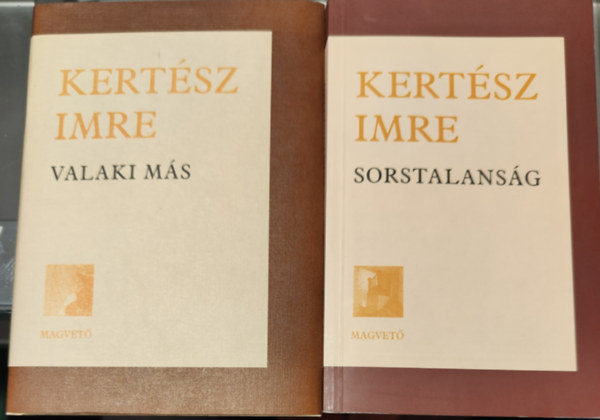 KERTÉSZ
IMRE
VALAKI MÁS
MAGVETŐ
KERTÉSZ
IMRE
SORSTALANSÁG
MAGVETŐ